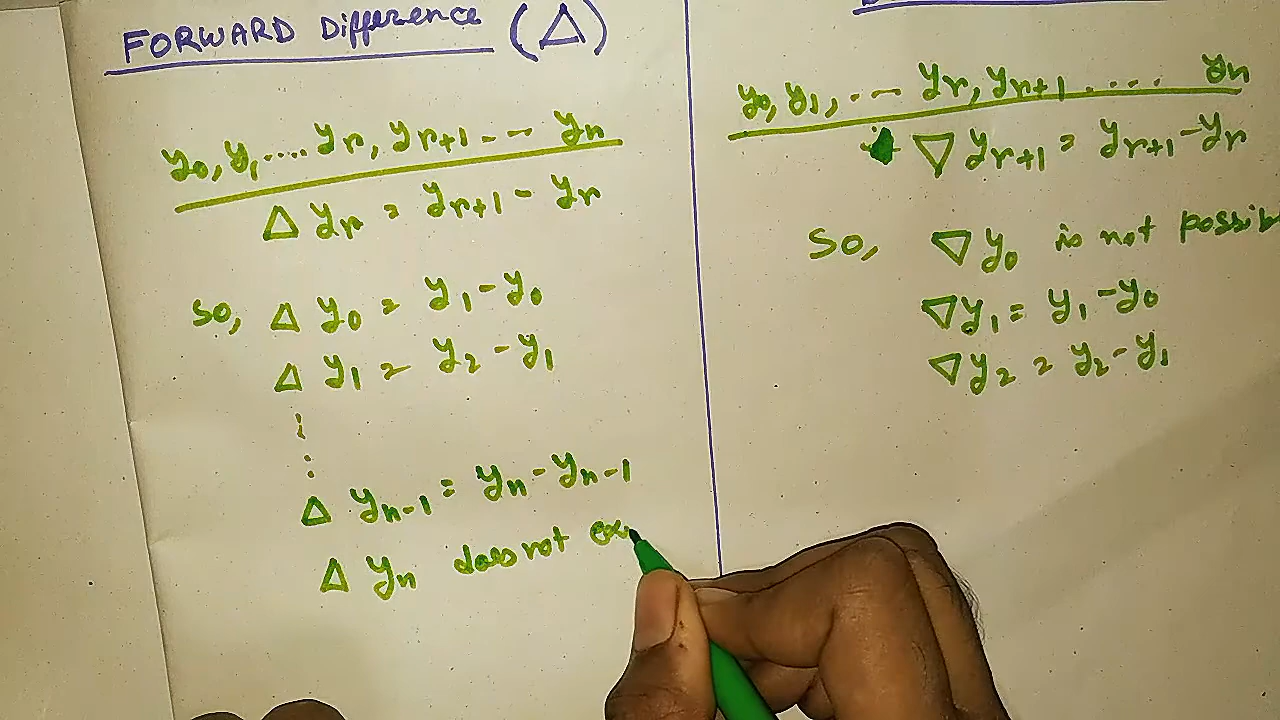 FORWARD Difference (Δ)
y₀, y₁.... yᵣ, yᵣ₊₁ - - yₙ
Δ yᵣ = yᵣ₊₁ - yᵣ
So, Δ y₀ = y₁ - y₀
Δ y₁ = y₂ - y₁
⋮
Δ yₙ₋₁ = yₙ - yₙ₋₁
Δ yₙ does not
y₀, y₁, ... yᵣ, yᵣ₊₁ .... yₙ
∇ yᵣ₊₁ = yᵣ₊₁ - yᵣ
So, ∇ y₀ is not
∇ y₁ = y₁ - y₀
∇ y₂ = y₂ - y₁